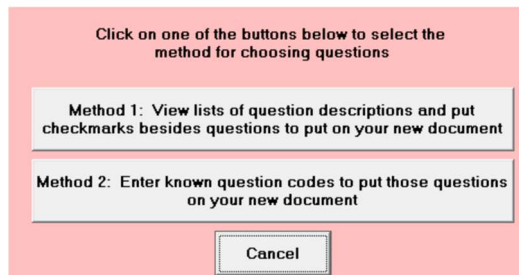 Click on one of the buttons below to select the
method for choosing questions
Method 1: View lists of question descriptions and put
checkmarks besides questions to put on your new document
Method 2: Enter known question codes to put those questions
on your new document
Cancel